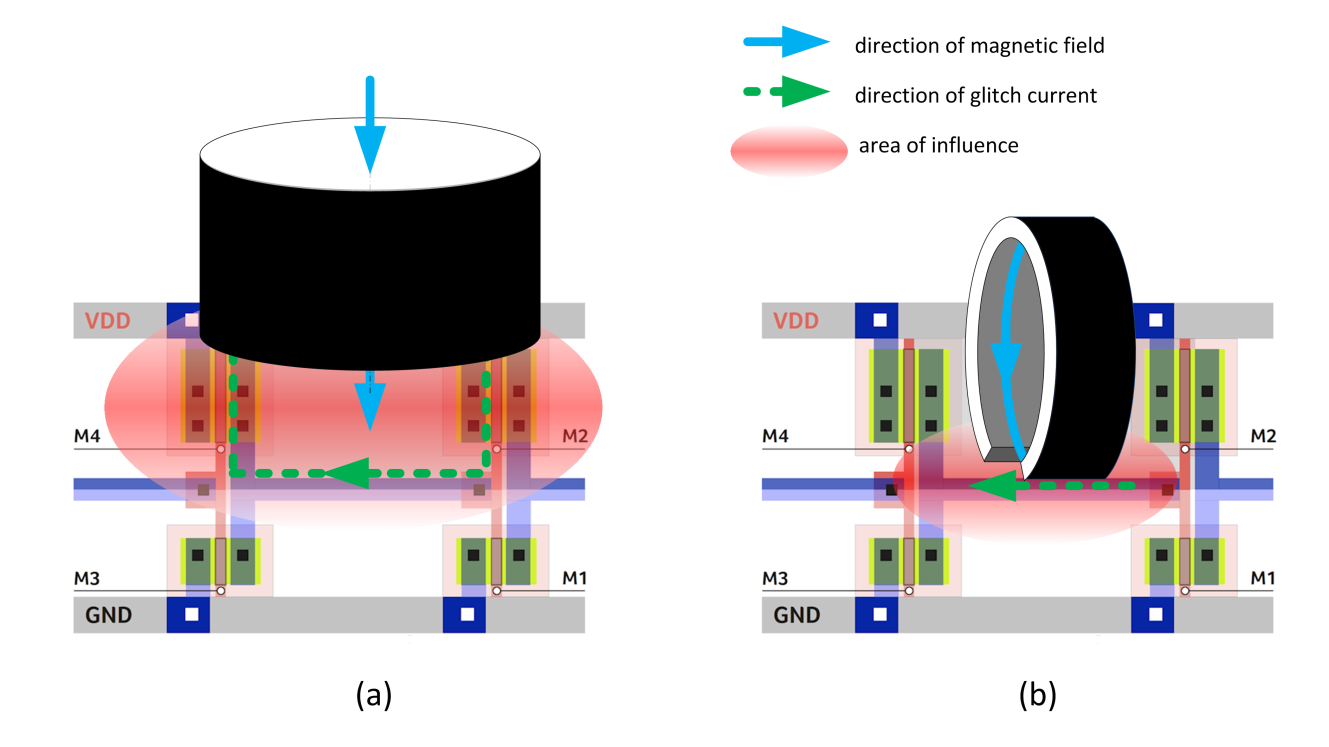 direction of magnetic field
direction of glitch current
area of influence
VDD
M4
M2
M3
M1
GND
(a)
VDD
M4
M2
M3
M1
GND
(b)